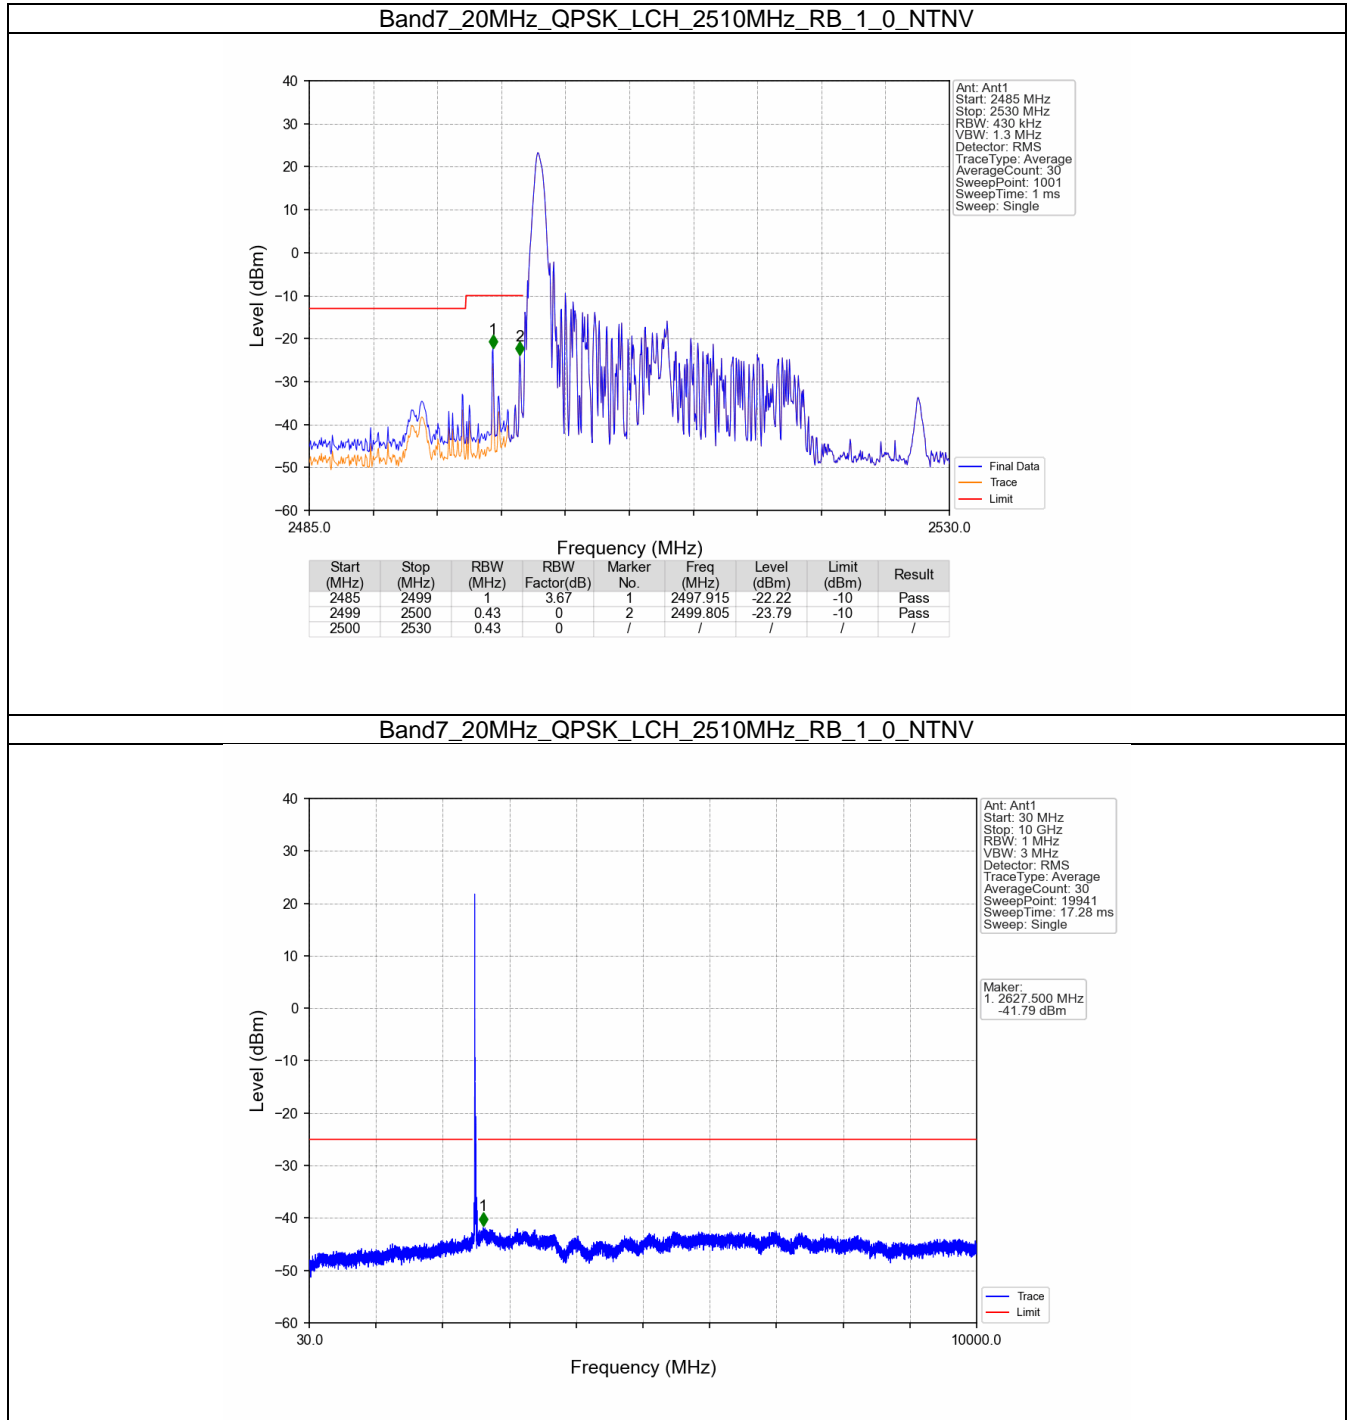 Band7_20MHz_QPSK_LCH_2510MHz_RB_1_0_NTNV
40
30
20
10
0
−10
−20
−30
−40
−50
−60
Level (dBm)
1
2
2485.0
2530.0
Frequency (MHz)
Ant: Ant1
Start: 2485 MHz
Stop: 2530 MHz
RBW: 430 kHz
VBW: 1.3 MHz
Detector: RMS
TraceType: Average
AverageCount: 30
SweepPoint: 1001
SweepTime: 1 ms
Sweep: Single
Final Data
Trace
Limit
Start (MHz) Stop (MHz) RBW (MHz) RBW Factor(dB) Marker No. Freq (MHz) Level (dBm) Limit (dBm) Result
2485 2499 1 3.67 1 2497.915 -22.22 -10 Pass
2499 2500 0.43 0 2 2499.805 -23.79 -10 Pass
2500 2530 0.43 0 / / / / /
Band7_20MHz_QPSK_LCH_2510MHz_RB_1_0_NTNV
40
30
20
10
0
−10
−20
−30
−40
−50
−60
Level (dBm)
1
30.0
10000.0
Frequency (MHz)
Ant: Ant1
Start: 30 MHz
Stop: 10 GHz
RBW: 1 MHz
VBW: 3 MHz
Detector: RMS
TraceType: Average
AverageCount: 30
SweepPoint: 19941
SweepTime: 17.28 ms
Sweep: Single
Maker:
1. 2627.500 MHz
-41.79 dBm
Trace
Limit